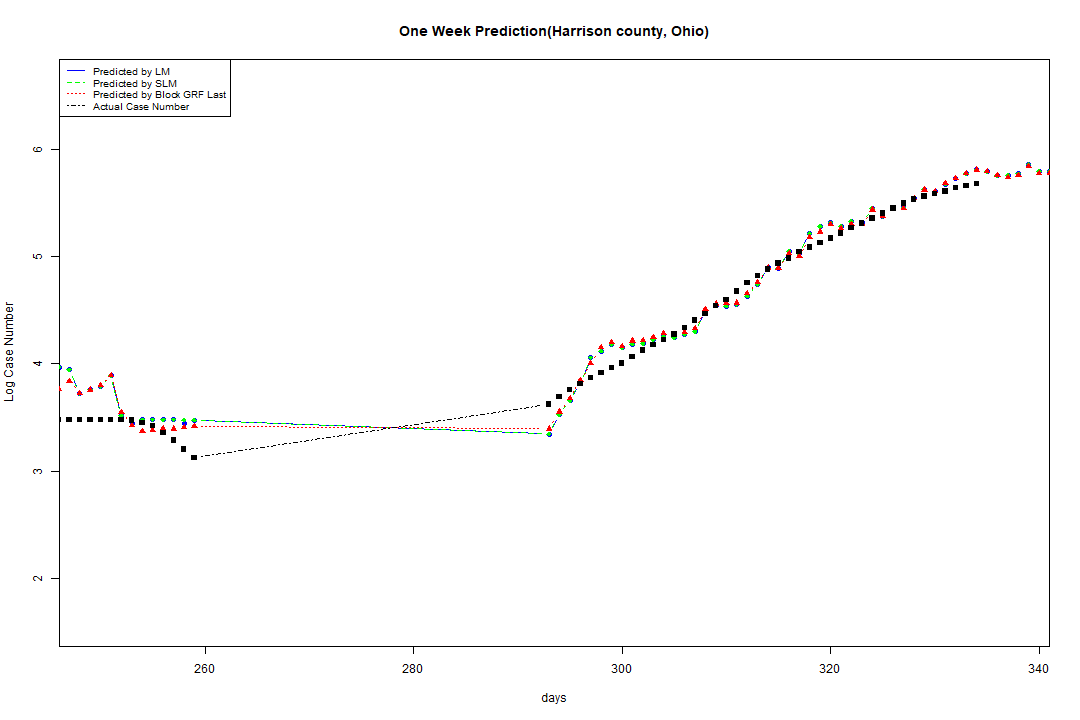 One Week Prediction(Harrison county, Ohio)
Predicted by LM
Predicted by SLM
Predicted by Block GRF Last
Actual Case Number
6
5
4
3
2
Log Case Number
260 280 300 320 340
days